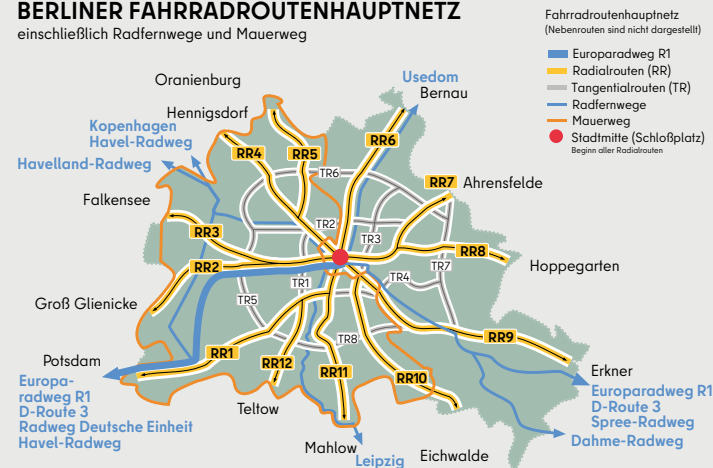 BERLINER FAHRRADROUTENHAUPTNETZ
einschließlich Radfernwege und Mauerweg
Fahrradroutenhauptnetz
(Nebenrouten sind nicht dargestellt)
Europaradweg R1
Radialrouten (RR)
Tangentialrouten (TR)
Radfernwege
Mauerweg
Stadtmitte (Schloßplatz)
Beginn aller Radialrouten
Oranienburg
Usedom
Bernau
Hennigsdorf
Kopenhagen
Havel-Radweg
Havelland-Radweg
RR4
RR5
RR6
TR6
RR7
Ahrensfelde
Falkensee
RR3
TR2
TR3
RR8
RR2
TR7
Hoppegarten
TR4
TR1
TR5
Groß Glienicke
TR8
RR9
Potsdam
RR1
RR12
RR11
RR10
Erkner
Europa-
radweg R1
D-Route 3
Radweg Deutsche Einheit
Havel-Radweg
Europaradweg R1
D-Route 3
Spree-Radweg
Dahme-Radweg
Teltow
Mahlow
Leipzig
Eichwalde